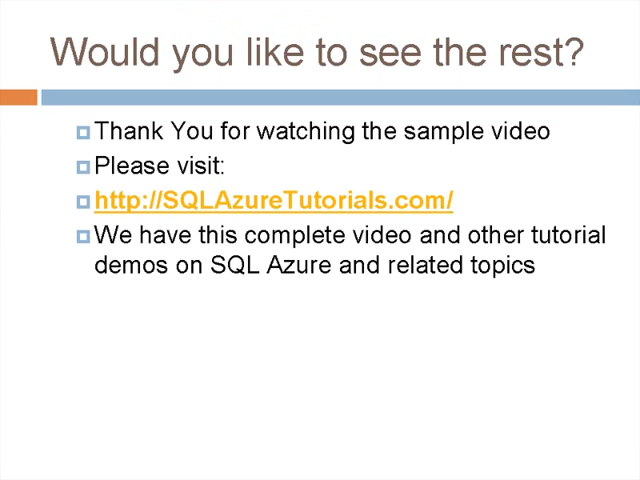 Would you like to see the rest?
Thank You for watching the sample video
Please visit:
http://SQLAzureTutorials.com/
We have this complete video and other tutorial
demos on SQL Azure and related topics